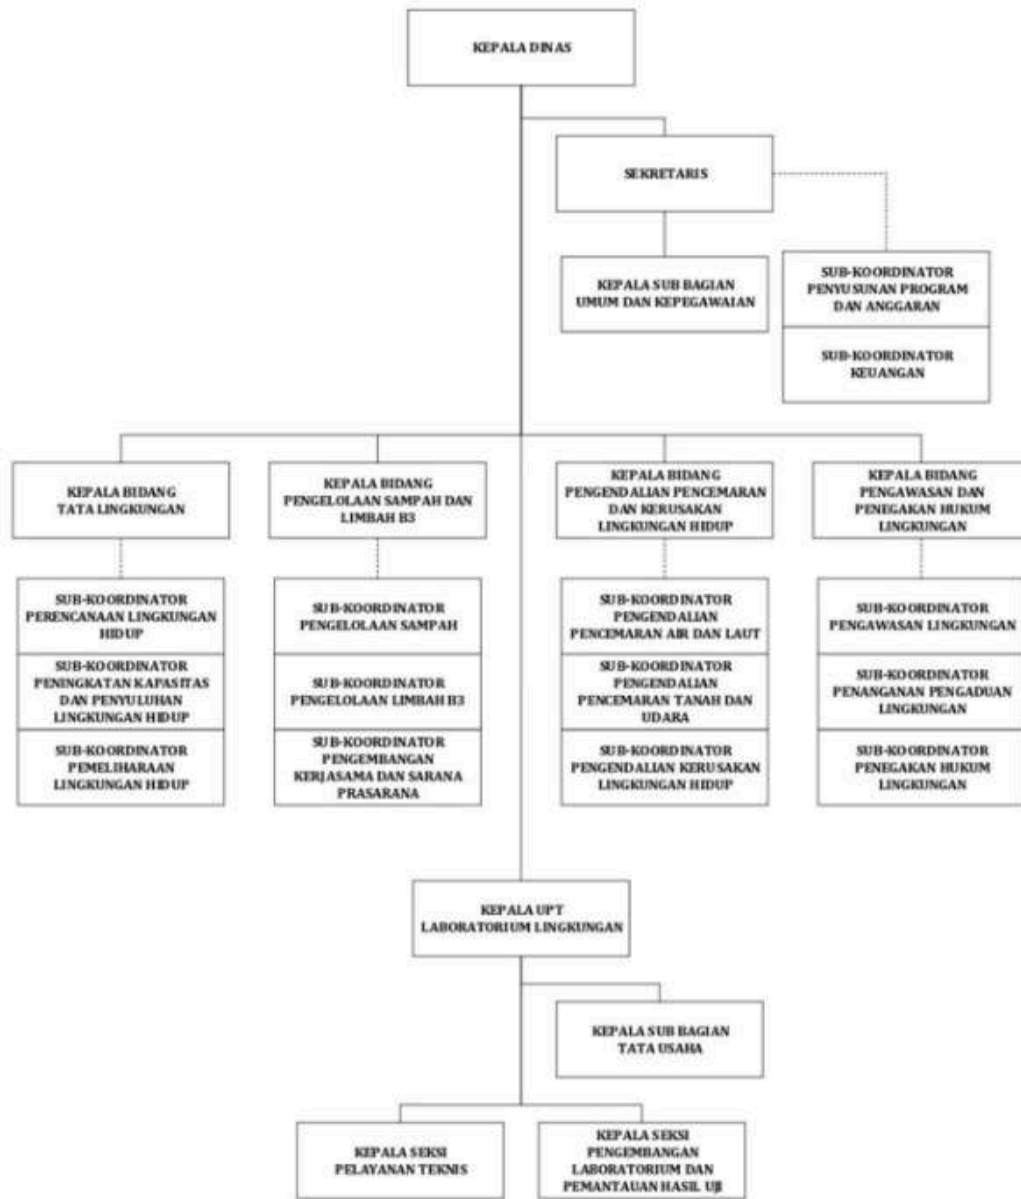 KEPALA DINAS
SEKRETARIS
KEPALA SUB BAGIAN
UMUM DAN KEPEGAWAIAN
SUB-KOORDINATOR
PENYUSUNAN PROGRAM
DAN ANGGARAN
SUB-KOORDINATOR
KEUANGAN
KEPALA BIDANG
TATA LINGKUNGAN
KEPALA BIDANG
PENGELOLAAN SAMPAH DAN
LIMBAH B3
KEPALA BIDANG
PENGENDALIAN PENCEMARAN
DAN KERUSAKAN
LINGKUNGAN HIDUP
KEPALA BIDANG
PENGAWASAN DAN
PENEGAKAN HUKUM
LINGKUNGAN
SUB-KOORDINATOR
PERENCANAAN LINGKUNGAN
HIDUP
SUB-KOORDINATOR
PENINGKATAN KAPASITAS
DAN PENYULUHAN
LINGKUNGAN HIDUP
SUB-KOORDINATOR
PEMELIHARAAN
LINGKUNGAN HIDUP
SUB-KOORDINATOR
PENGELOLAAN SAMPAH
SUB-KOORDINATOR
PENGELOLAAN LIMBAH B3
SUB-KOORDINATOR
PENGEMBANGAN
KERJASAMA DAN SARANA
PRASARANA
SUB-KOORDINATOR
PENGENDALIAN
PENCEMARAN AIR DAN LAUT
SUB-KOORDINATOR
PENGENDALIAN
PENCEMARAN TANAH DAN
UDARA
SUB-KOORDINATOR
PENGENDALIAN KERUSAKAN
LINGKUNGAN HIDUP
SUB-KOORDINATOR
PENGAWASAN LINGKUNGAN
SUB-KOORDINATOR
PENANGANAN PENGADUAN
LINGKUNGAN
SUB-KOORDINATOR
PENEGAKAN HUKUM
LINGKUNGAN
KEPALA UPT
LABORATORIUM LINGKUNGAN
KEPALA SUB BAGIAN
TATA USAHA
KEPALA SEKSI
PELAYANAN TEKNIS
KEPALA SEKSI
PENGEMBANGAN
LABORATORIUM DAN
PEMANTAUAN HASIL UJI